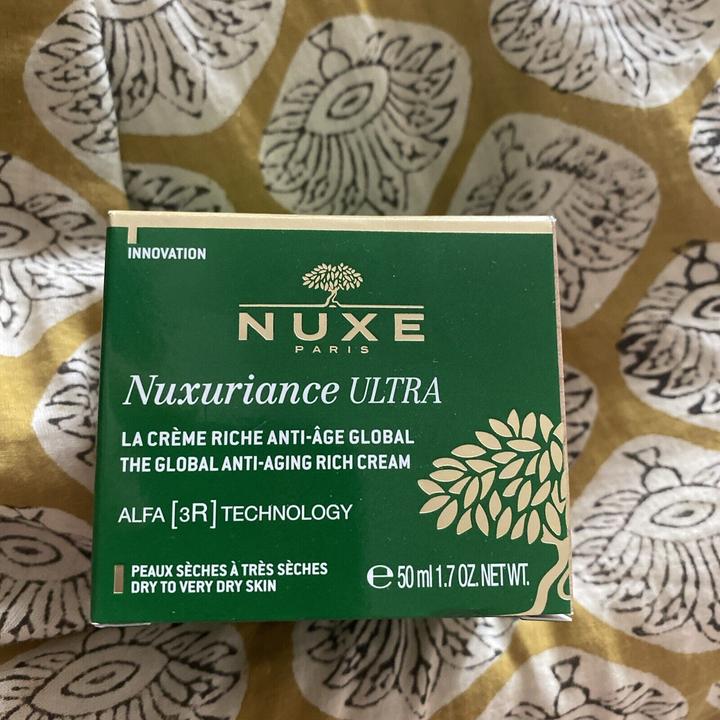 INNOVATION
NUXE
PARIS
Nuxuriance ULTRA
LA CRÈME RICHE ANTI-ÂGE GLOBAL
THE GLOBAL ANTI-AGING RICH CREAM
ALFA [3R] TECHNOLOGY
PEAUX SÈCHES À TRÈS SÈCHES
DRY TO VERY DRY SKIN
℮ 50 ml 1.7 OZ. NET WT.